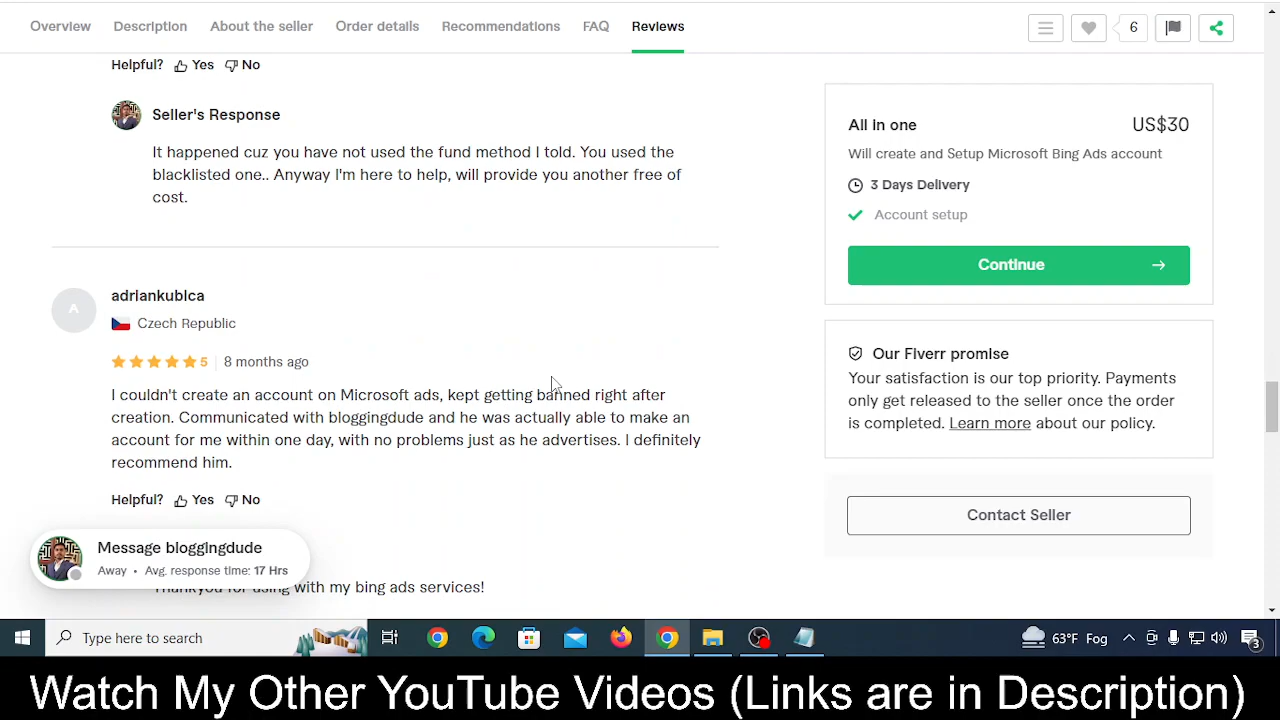 Overview Description About the seller Order details Recommendations FAQ Reviews 6
Helpful? Yes No
Seller's Response
It happened cuz you have not used the fund method I told. You used the
blacklisted one.. Anyway I'm here to help, will provide you another free of
cost.
A
adriankubica
Czech Republic
5 8 months ago
I couldn't create an account on Microsoft ads, kept getting banned right after
creation. Communicated with bloggingdude and he was actually able to make an
account for me within one day, with no problems just as he advertises. I definitely
recommend him.
Helpful? Yes No
Thankyou for using with my bing ads services!
Message bloggingdude
Away • Avg. response time: 17 Hrs
All in one US$30
Will create and Setup Microsoft Bing Ads account
3 Days Delivery
Account setup
Continue →
Our Fiverr promise
Your satisfaction is our top priority. Payments
only get released to the seller once the order
is completed. Learn more about our policy.
Contact Seller
Type here to search 63°F Fog 3
Watch My Other YouTube Videos (Links are in Description)